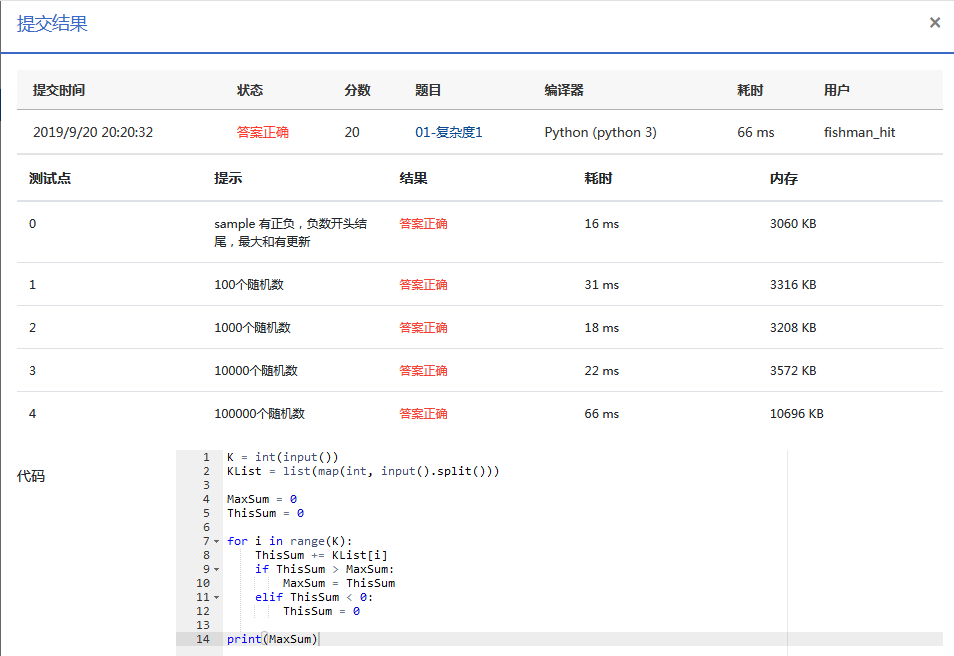 提交结果 ×
提交时间 状态 分数 题目 编译器 耗时 用户
2019/9/20 20:20:32 答案正确 20 01-复杂度1 Python (python 3) 66 ms fishman_hit
测试点 提示 结果 耗时 内存
0 sample 有正负，负数开头结 答案正确 16 ms 3060 KB
尾，最大和有更新
1 100个随机数 答案正确 31 ms 3316 KB
2 1000个随机数 答案正确 18 ms 3208 KB
3 10000个随机数 答案正确 22 ms 3572 KB
4 100000个随机数 答案正确 66 ms 10696 KB
代码
1 K = int(input())
2 KList = list(map(int, input().split()))
3
4 MaxSum = 0
5 ThisSum = 0
6
7 for i in range(K):
8     ThisSum += KList[i]
9     if ThisSum > MaxSum:
10         MaxSum = ThisSum
11     elif ThisSum < 0:
12         ThisSum = 0
13
14 print(MaxSum)